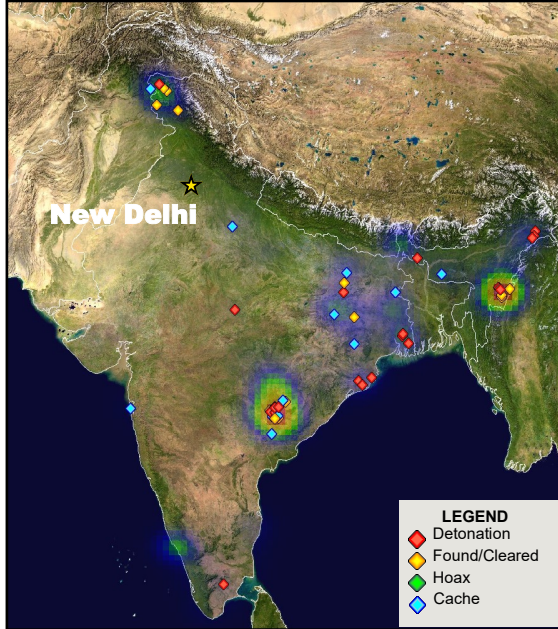 New Delhi
LEGEND
Detonation
Found/Cleared
Hoax
Cache